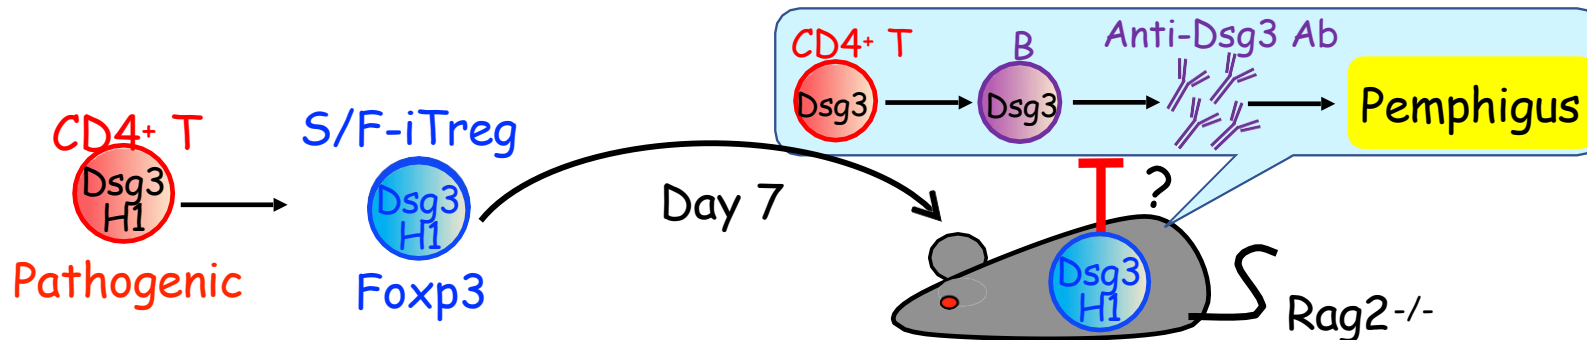 CD4+ T
Dsg3
H1
Pathogenic
S/F-iTreg
Dsg3
H1
Foxp3
Day 7
CD4+ T
Dsg3
B
Dsg3
Anti-Dsg3 Ab
Pemphigus
?
Dsg3
H1
Rag2-/-